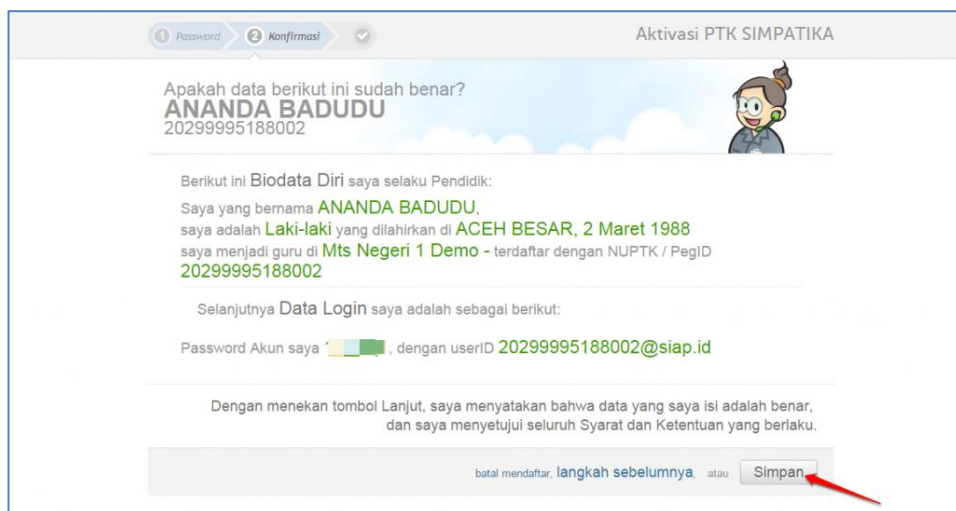 1 Password 2 Konfirmasi Aktivasi PTK SIMPATIKA
Apakah data berikut ini sudah benar?
ANANDA BADUDU
20299995188002
Berikut ini Biodata Diri saya selaku Pendidik:
Saya yang bernama ANANDA BADUDU,
saya adalah Laki-laki yang dilahirkan di ACEH BESAR, 2 Maret 1988
saya menjadi guru di Mts Negeri 1 Demo - terdaftar dengan NUPTK / PegID
20299995188002
Selanjutnya Data Login saya adalah sebagai berikut:
Password Akun saya , dengan userID 20299995188002@siap.id
Dengan menekan tombol Lanjut, saya menyatakan bahwa data yang saya isi adalah benar,
dan saya menyetujui seluruh Syarat dan Ketentuan yang berlaku.
batal mendaftar, langkah sebelumnya, atau Simpan